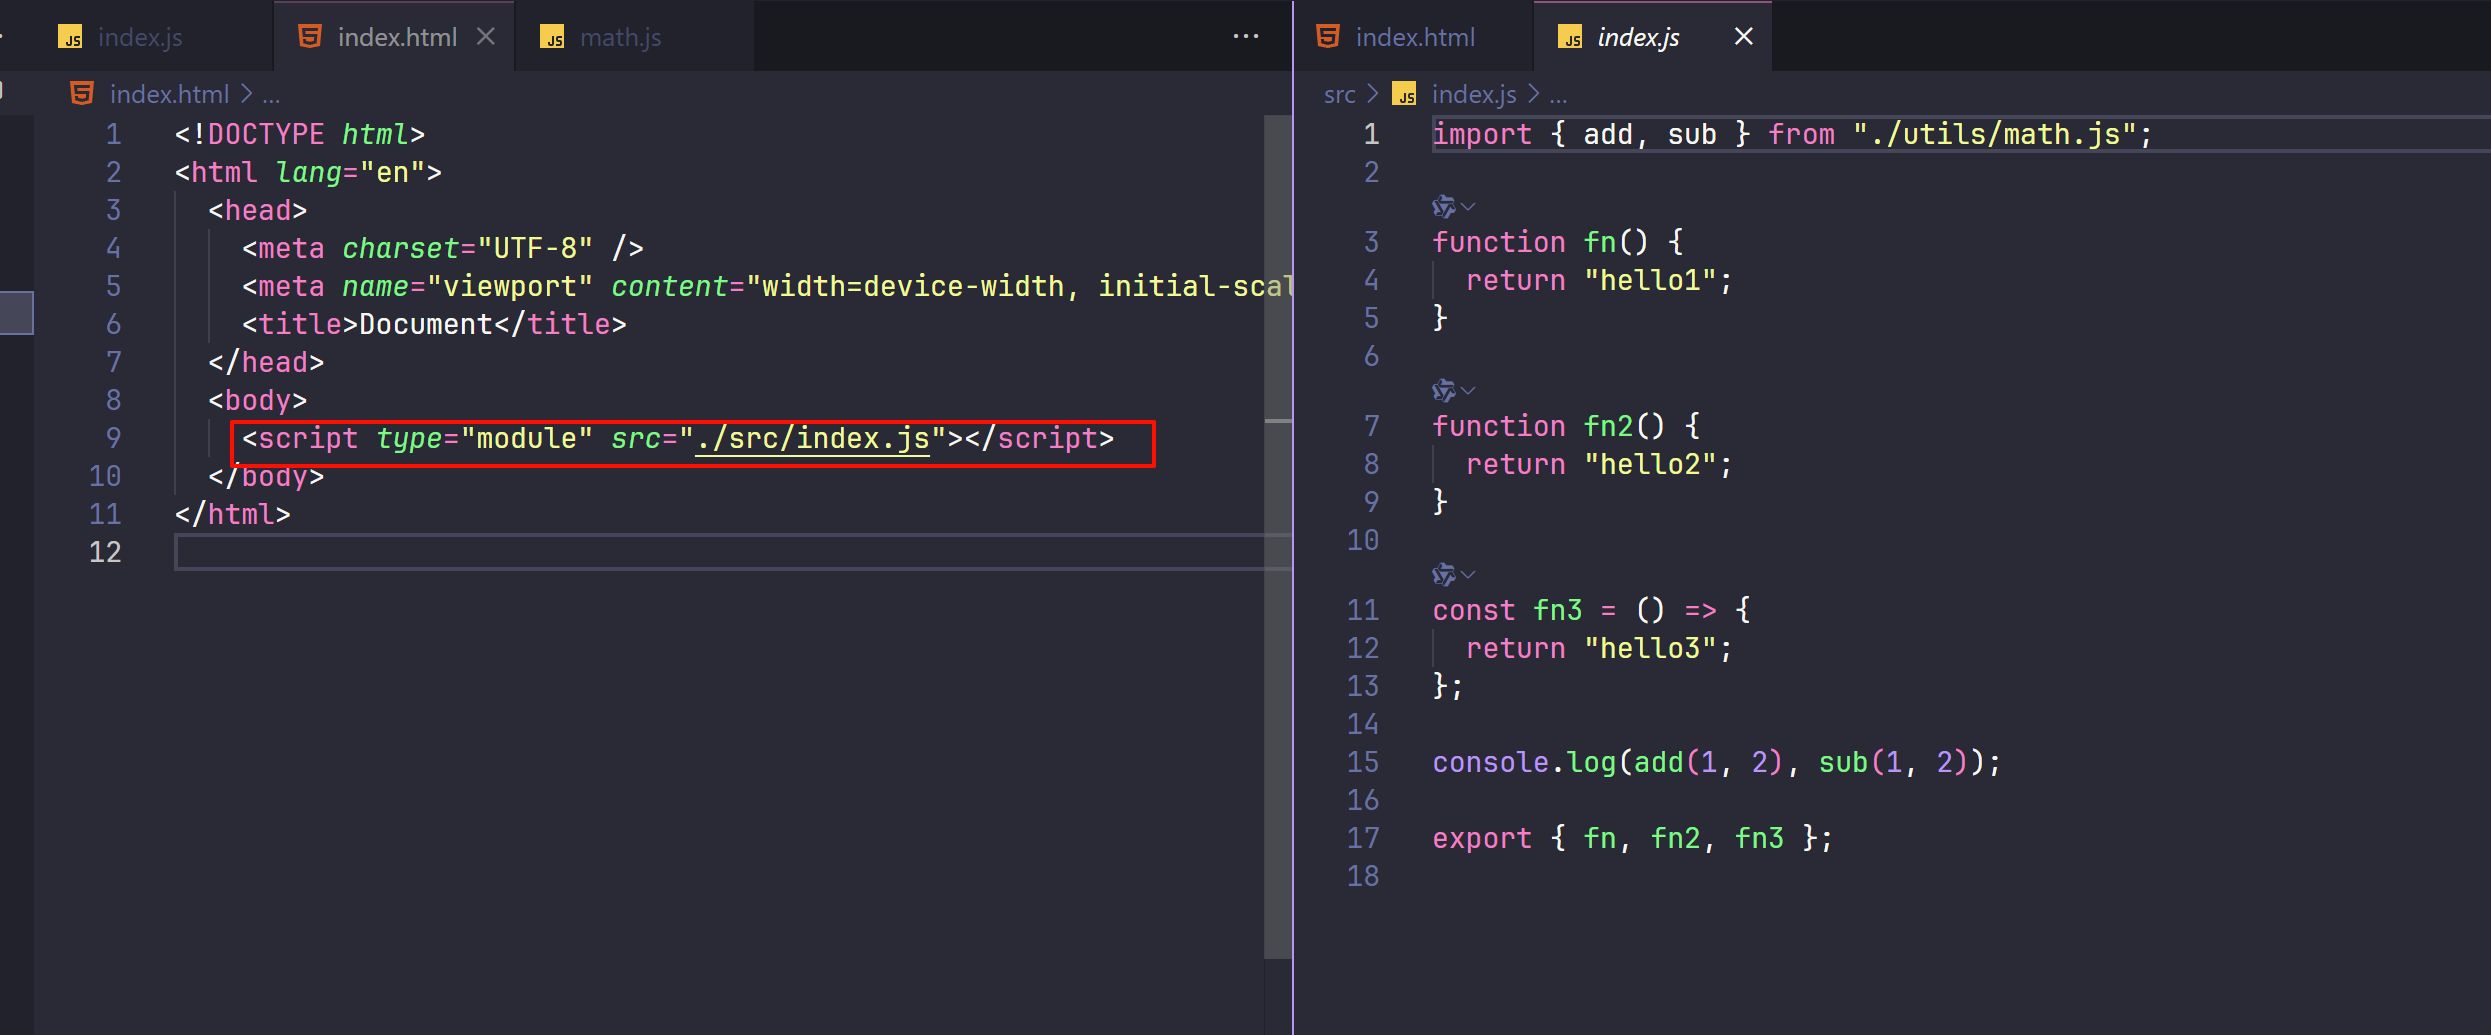 index.js
index.html
math.js
...
index.html
index.js
index.html > ...
1 <!DOCTYPE html>
2 <html lang="en">
3 <head>
4 <meta charset="UTF-8" />
5 <meta name="viewport" content="width=device-width, initial-scal
6 <title>Document</title>
7 </head>
8 <body>
9 <script type="module" src="./src/index.js"></script>
10 </body>
11 </html>
12
src > index.js > ...
1 import { add, sub } from "./utils/math.js";
2
3 function fn() {
4 return "hello1";
5 }
6
7 function fn2() {
8 return "hello2";
9 }
10
11 const fn3 = () => {
12 return "hello3";
13 };
14
15 console.log(add(1, 2), sub(1, 2));
16
17 export { fn, fn2, fn3 };
18